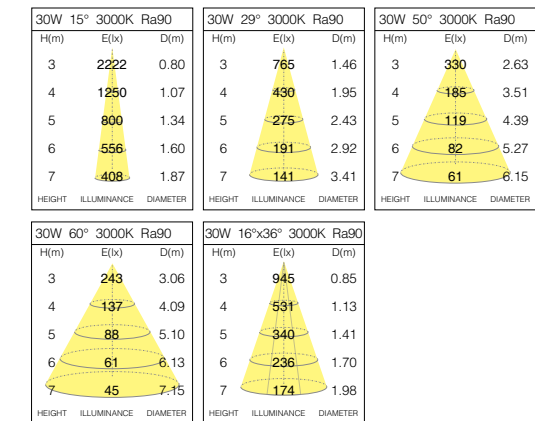 30W 15° 3000K Ra90
H(m) E(lx) D(m)
3 2222 0.80
4 1250 1.07
5 800 1.34
6 556 1.60
7 408 1.87
HEIGHT ILLUMINANCE DIAMETER
30W 29° 3000K Ra90
H(m) E(lx) D(m)
3 765 1.46
4 430 1.95
5 275 2.43
6 191 2.92
7 141 3.41
HEIGHT ILLUMINANCE DIAMETER
30W 50° 3000K Ra90
H(m) E(lx) D(m)
3 330 2.63
4 185 3.51
5 119 4.39
6 82 5.27
7 61 6.15
HEIGHT ILLUMINANCE DIAMETER
30W 60° 3000K Ra90
H(m) E(lx) D(m)
3 243 3.06
4 137 4.09
5 88 5.10
6 61 6.13
7 45 7.15
HEIGHT ILLUMINANCE DIAMETER
30W 16°x36° 3000K Ra90
H(m) E(lx) D(m)
3 945 0.85
4 531 1.13
5 340 1.41
6 236 1.70
7 174 1.98
HEIGHT ILLUMINANCE DIAMETER